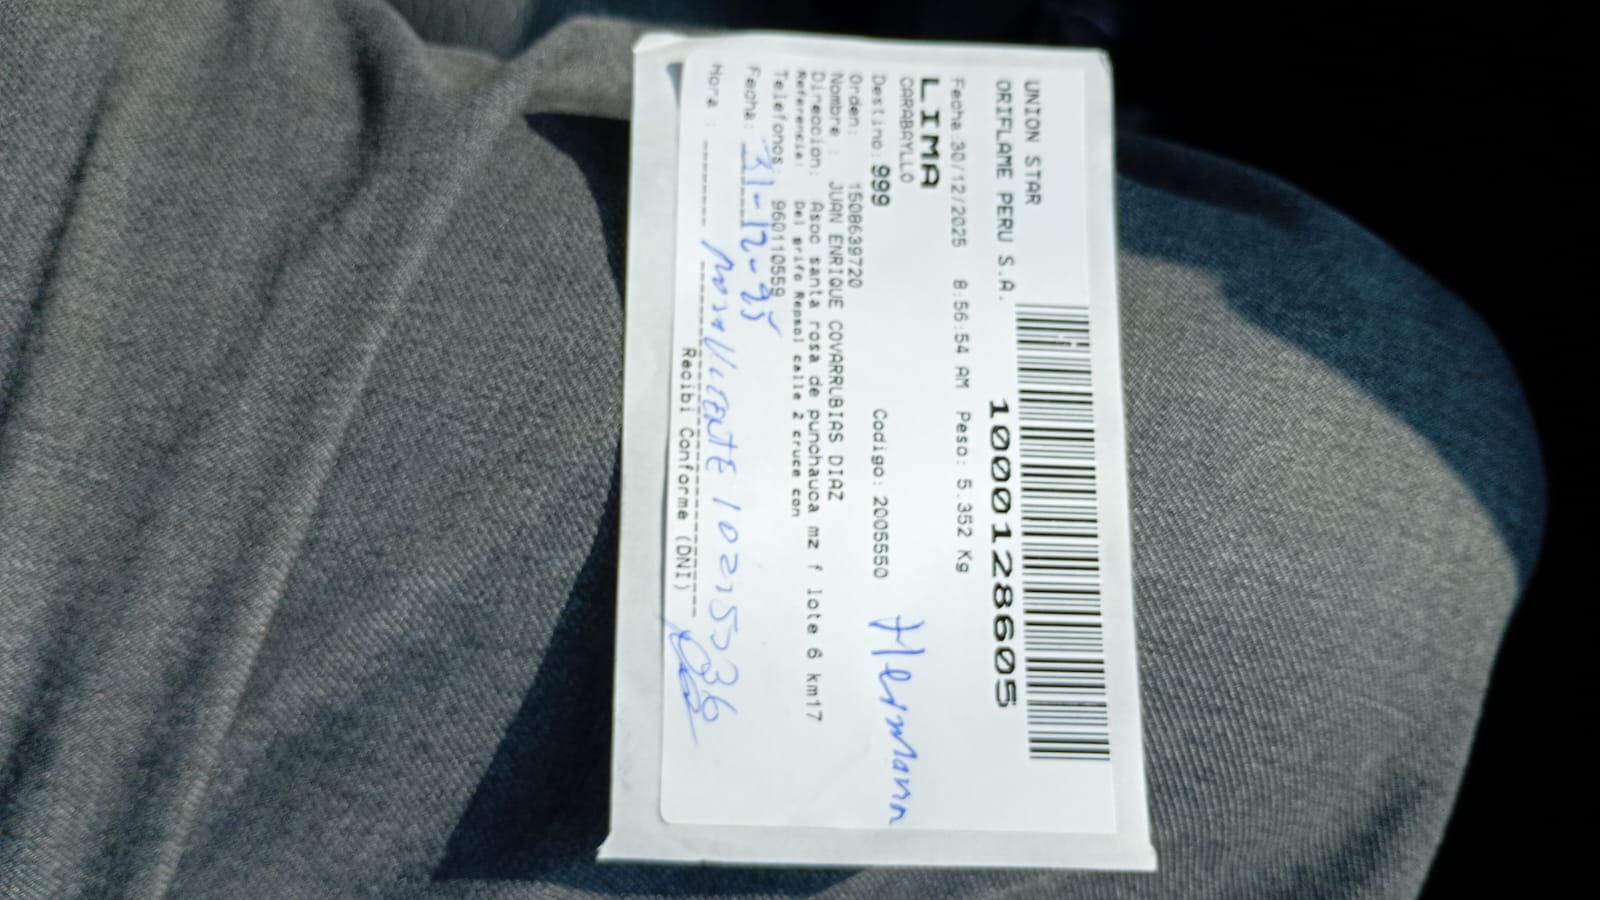 UNION STAR
ORIFLAME PERU S.A.
10001128605
Fecha:30/12/2025 8:56:54 AM Peso: 5.352 Kg
LIMA
CARABAYLLO
Destino: 999 Codigo: 2005550
Hermann
Orden: 1508639720
Nombre : JUAN ENRIQUE COVARRUBIAS DIAZ
Direccion: Asoc santa rosa de punchauca mz f lote 6 km17
Referencia: Del grifo Repsol calle 2 cruce con
Telefonos: 960110559
Fecha: 31-12-25
Hora :
VICENTE
Recibi Conforme (DNI)